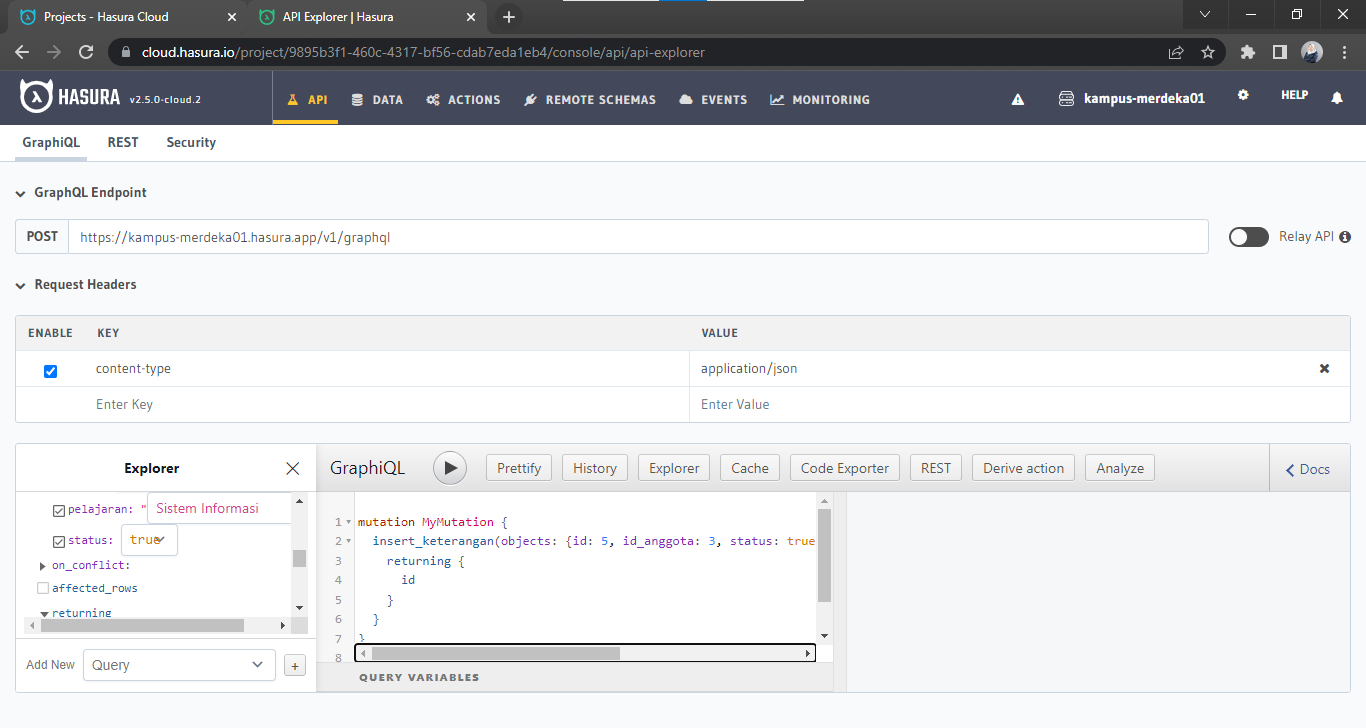 Projects - Hasura Cloud
API Explorer | Hasura
cloud.hasura.io/project/9895b3f1-460c-4317-bf56-cdab7eda1eb4/console/api/api-explorer
HASURA v2.5.0-cloud.2
API DATA ACTIONS REMOTE SCHEMAS EVENTS MONITORING kampus-merdeka01 HELP
GraphiQL REST Security
GraphQL Endpoint
POST https://kampus-merdeka01.hasura.app/v1/graphql Relay API
Request Headers
ENABLE KEY VALUE
content-type application/json
Enter Key Enter Value
Explorer
GraphiQL Prettify History Explorer Cache Code Exporter REST Derive action Analyze Docs
pelajaran: " Sistem Informasi
status: true
on_conflict:
affected_rows
returning
Add New Query +
1 mutation MyMutation {
2 insert_keterangan(objects: {id: 5, id_anggota: 3, status: true
3 returning {
4 id
5 }
6 }
7 }
8
QUERY VARIABLES